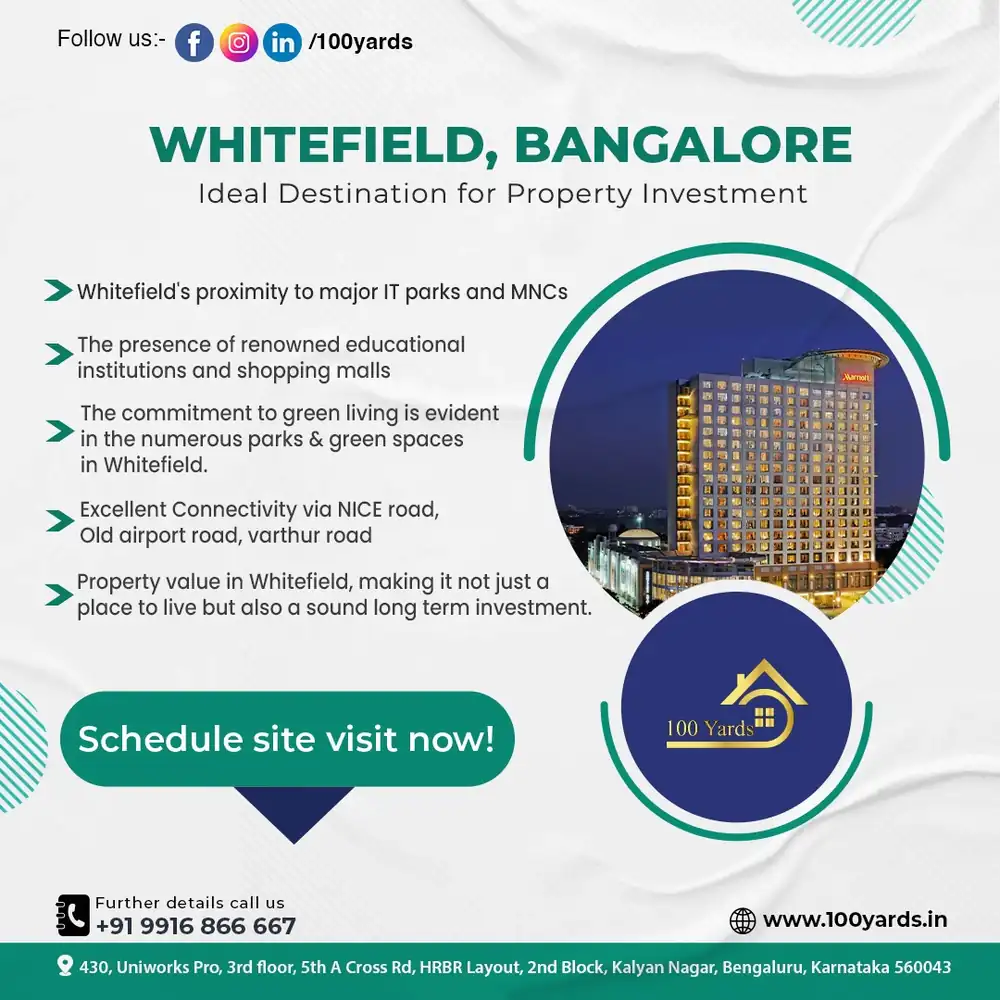 Follow us:- /100yards
WHITEFIELD, BANGALORE
Ideal Destination for Property Investment
Whitefield's proximity to major IT parks and MNCs
The presence of renowned educational
institutions and shopping malls
The commitment to green living is evident
in the numerous parks & green spaces
in Whitefield.
Excellent Connectivity via NICE road,
Old airport road, varthur road
Property value in Whitefield, making it not just a
place to live but also a sound long term investment.
Marriott
100 Yards
Schedule site visit now!
Further details call us
+91 9916 866 667
www.100yards.in
430, Uniworks Pro, 3rd floor, 5th A Cross Rd, HRBR Layout, 2nd Block, Kalyan Nagar, Bengaluru, Karnataka 560043